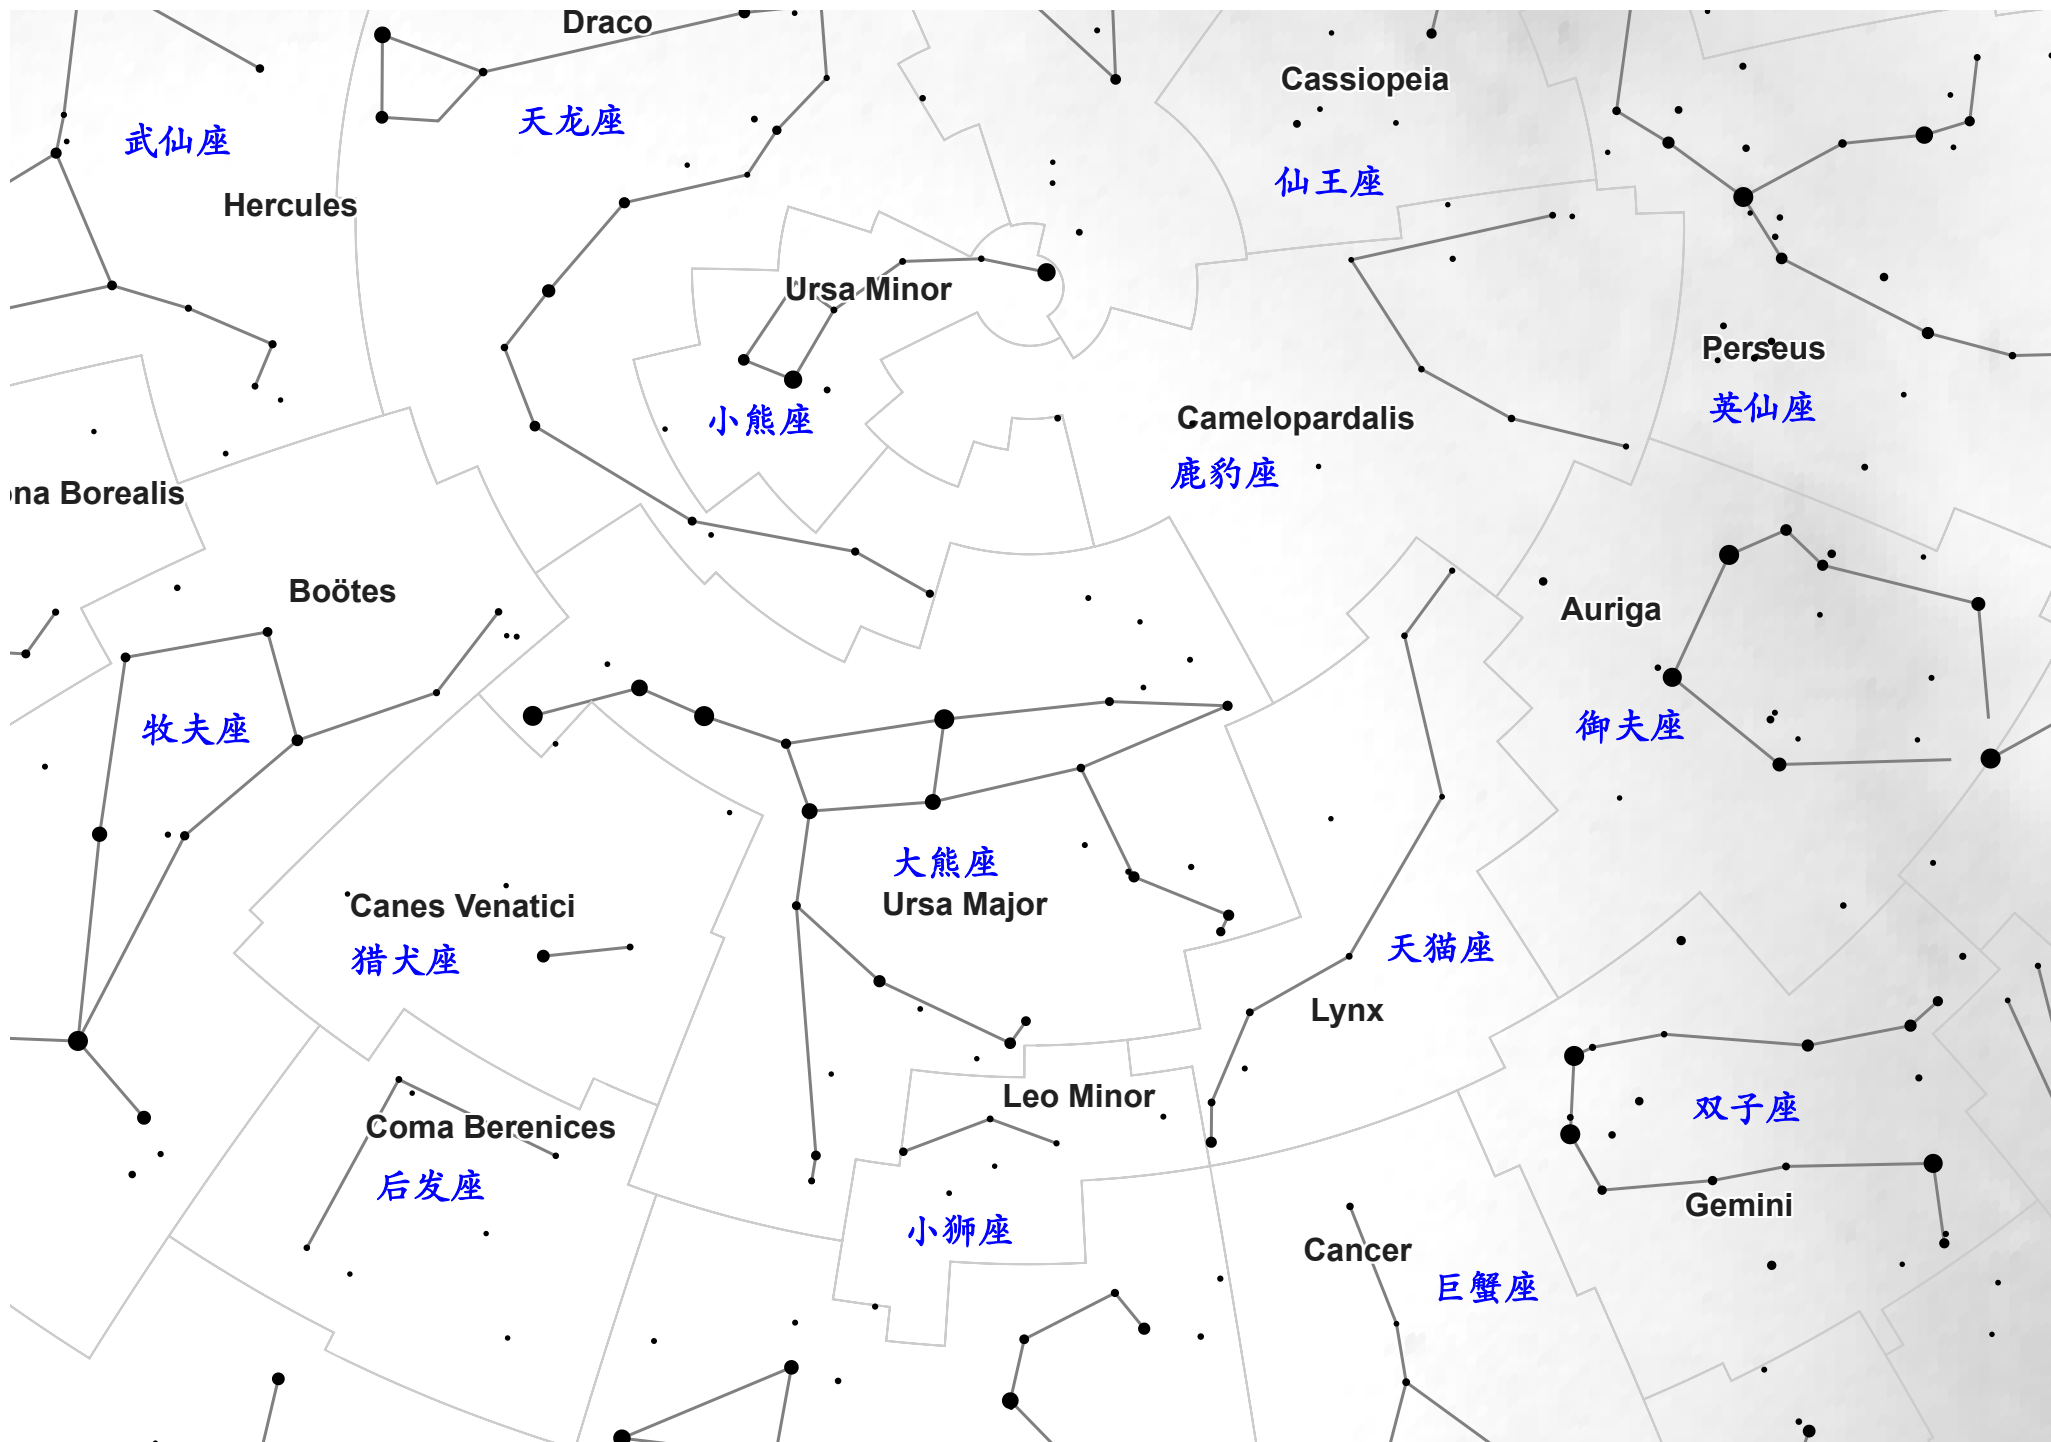 Draco
Cassiopeia
天龙座
武仙座
仙王座
Hercules
Ursa Minor
Perseus
英仙座
小熊座
Camelopardalis
鹿豹座
na Borealis
Boötes
Auriga
牧夫座
御夫座
大熊座
Ursa Major
Canes Venatici
猎犬座
天猫座
Lynx
Leo Minor
双子座
Coma Berenices
后发座
Gemini
小狮座
Cancer
巨蟹座